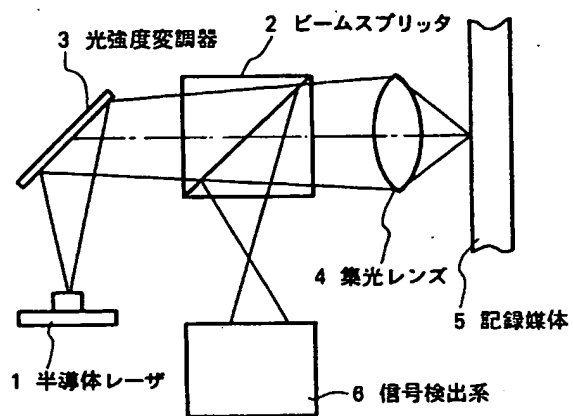 2 ビームスプリッタ
3 光強度変調器
4 集光レンズ
5 記録媒体
1 半導体レーザ
6 信号検出系